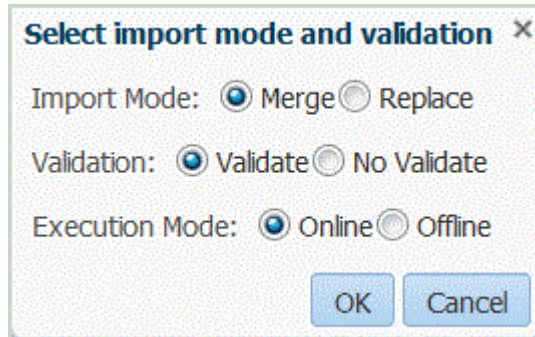 Select import mode and validation ×
Import Mode: Merge Replace
Validation: Validate No Validate
Execution Mode: Online Offline
OK Cancel